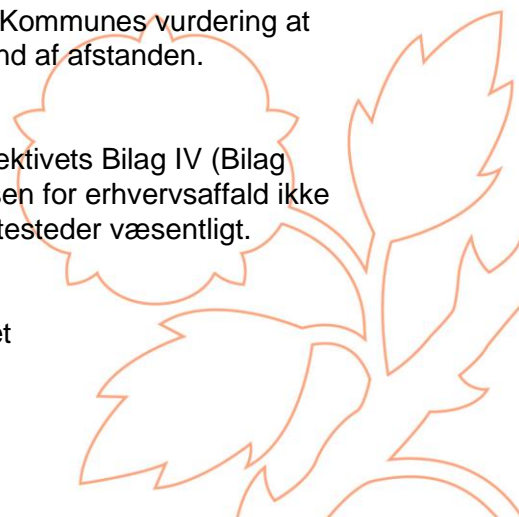 Kommunes vurdering at
nd af afstanden.
ektivets Bilag IV (Bilag
sen for erhvervsaffald ikke
testeder væsentligt.
et